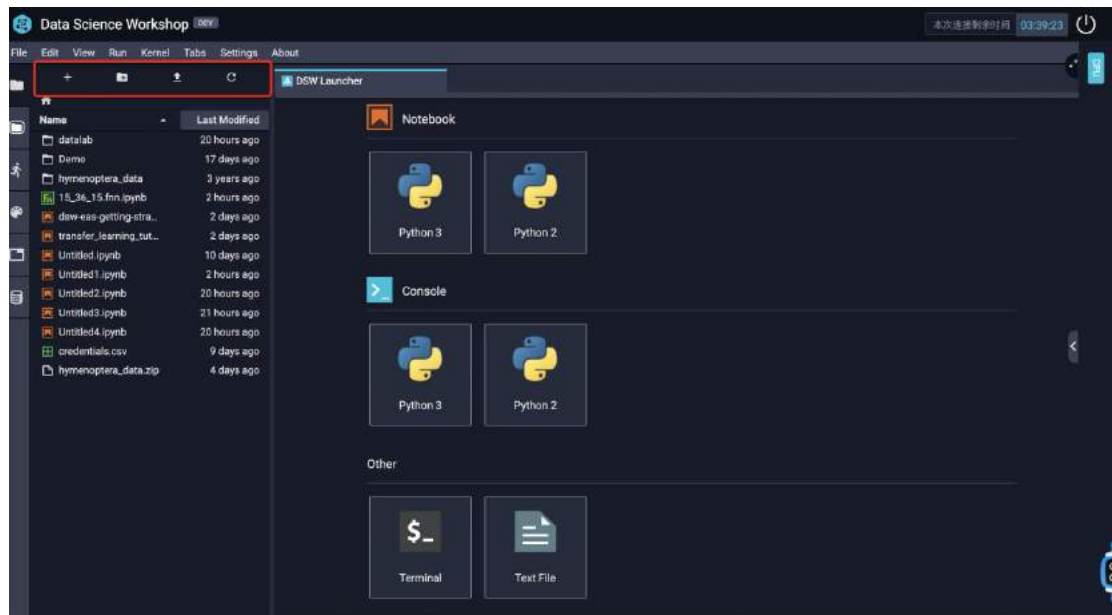 Data Science Workshop DEV
本次连接剩余时间 03:39:23
File Edit View Run Kernel Tabs Settings About
DSW Launcher
Name
Last Modified
datalab 20 hours ago
Demo 17 days ago
hymenoptera_data 3 years ago
15_36_15.fnn.ipynb 2 hours ago
dsw-eas-getting-stra... 2 days ago
transfer_learning_tut... 2 days ago
Untitled.ipynb 10 days ago
Untitled1.ipynb 2 hours ago
Untitled2.ipynb 20 hours ago
Untitled3.ipynb 21 hours ago
Untitled4.ipynb 20 hours ago
credentials.csv 9 days ago
hymenoptera_data.zip 4 days ago
Notebook
Python 3
Python 2
Console
Python 3
Python 2
Other
$_
Terminal
Text File
CPU